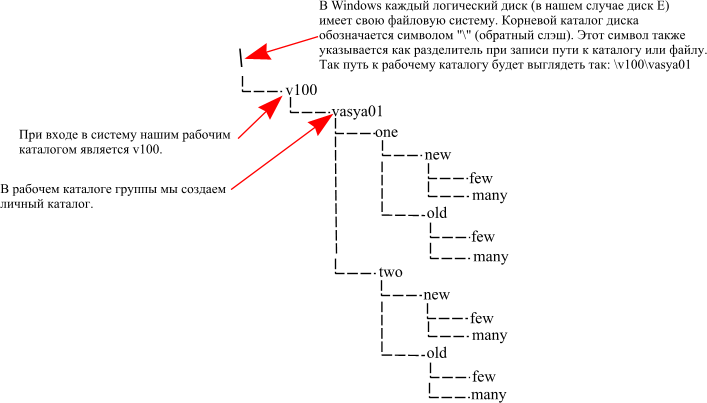 В Windows каждый логический диск (в нашем случае диск E)
имеет свою файловую систему. Корневой каталог диска
обозначается символом "\" (обратный слэш). Этот символ также
указывается как разделитель при записи пути к каталогу или файлу.
Так путь к рабочему каталогу будет выглядеть так: \v100\vasya01
\
v100
vasya01
При входе в систему нашим рабочим
каталогом является v100.
one
new
few
many
В рабочем каталоге группы мы создаем
личный каталог.
old
few
many
two
new
few
many
old
few
many